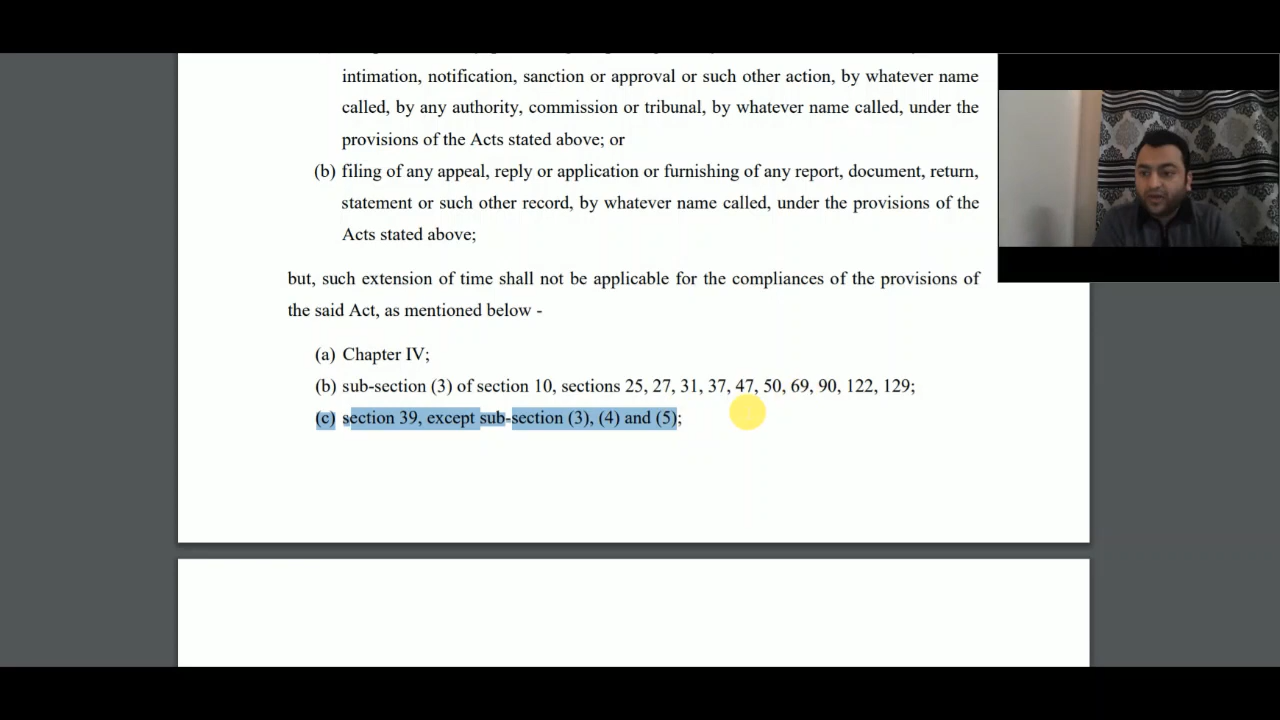 intimation, notification, sanction or approval or such other action, by whatever name
called, by any authority, commission or tribunal, by whatever name called, under the
provisions of the Acts stated above; or
(b) filing of any appeal, reply or application or furnishing of any report, document, return,
statement or such other record, by whatever name called, under the provisions of the
Acts stated above;
but, such extension of time shall not be applicable for the compliances of the provisions of
the said Act, as mentioned below -
(a) Chapter IV;
(b) sub-section (3) of section 10, sections 25, 27, 31, 37, 47, 50, 69, 90, 122, 129;
(c) section 39, except sub-section (3), (4) and (5);